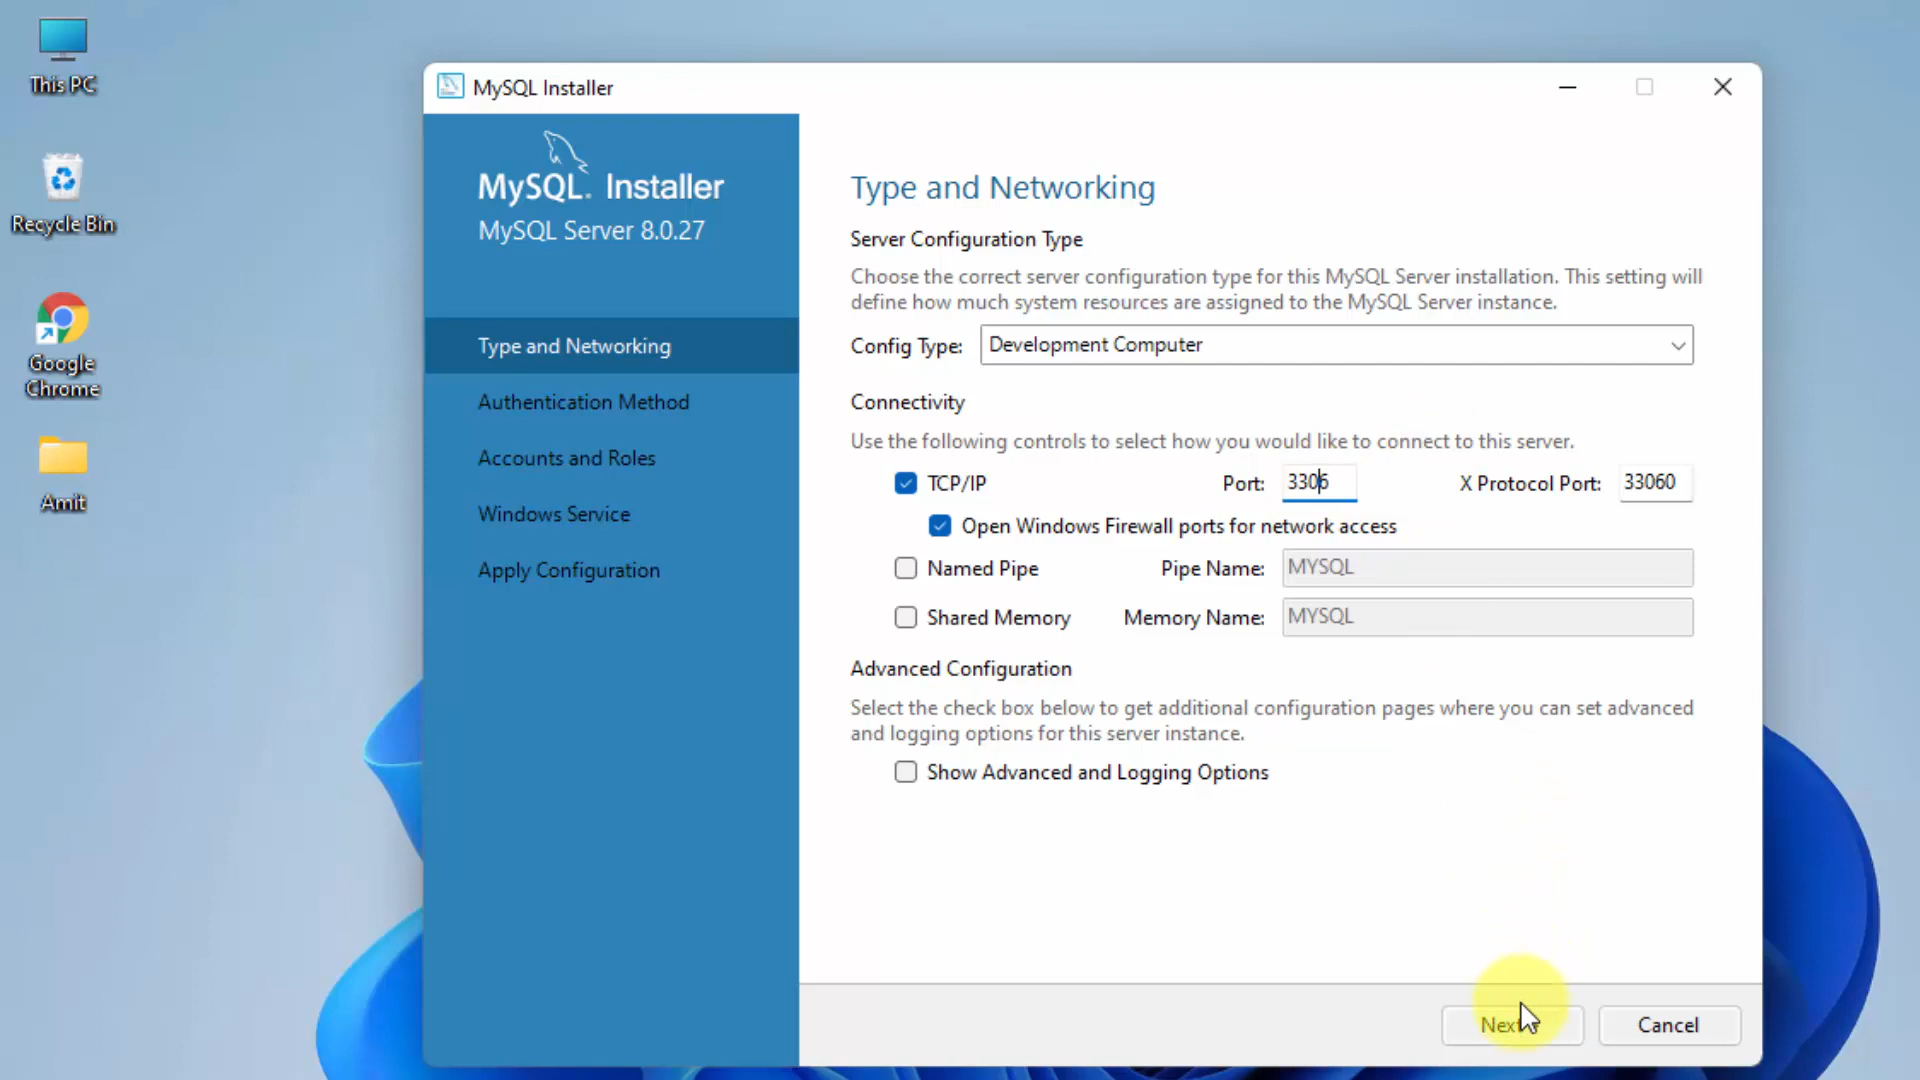 This PC
Recycle Bin
Google
Chrome
Amit
MySQL Installer
MySQL. Installer
MySQL Server 8.0.27
Type and Networking
Authentication Method
Accounts and Roles
Windows Service
Apply Configuration
Type and Networking
Server Configuration Type
Choose the correct server configuration type for this MySQL Server installation. This setting will
define how much system resources are assigned to the MySQL Server instance.
Config Type: Development Computer
Connectivity
Use the following controls to select how you would like to connect to this server.
TCP/IP Port: 3306 X Protocol Port: 33060
Open Windows Firewall ports for network access
Named Pipe Pipe Name: MYSQL
Shared Memory Memory Name: MYSQL
Advanced Configuration
Select the check box below to get additional configuration pages where you can set advanced
and logging options for this server instance.
Show Advanced and Logging Options
Next
Cancel